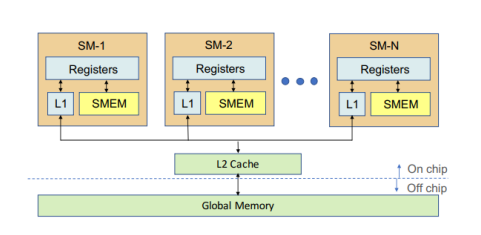 SM-1
SM-2
SM-N
Registers
Registers
Registers
L1
SMEM
L1
SMEM
L1
SMEM
L2 Cache
On chip
Off chip
Global Memory